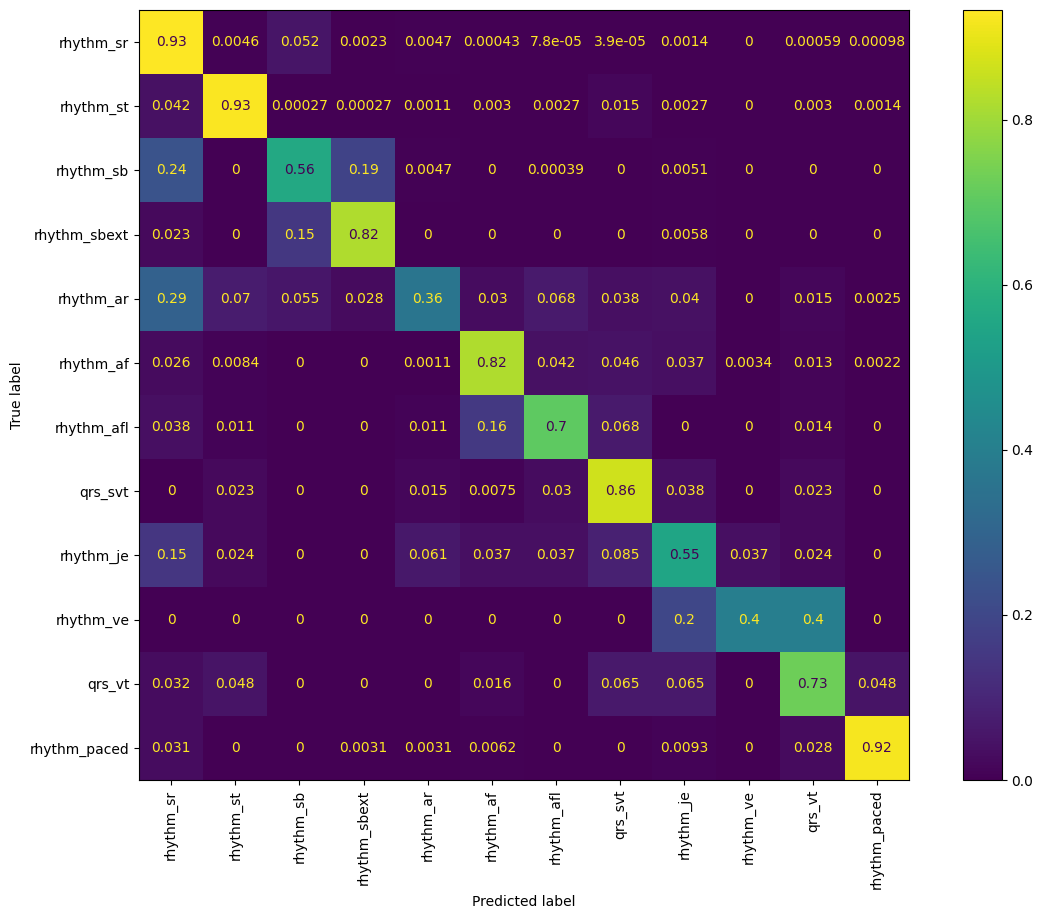 rhythm_sr 0.93 0.0046 0.052 0.0023 0.0047 0.00043 7.8e-05 3.9e-05 0.0014 0 0.00059 0.00098
rhythm_st 0.042 0.93 0.00027 0.00027 0.0011 0.003 0.0027 0.015 0.0027 0 0.003 0.0014
rhythm_sb 0.24 0 0.56 0.19 0.0047 0 0.00039 0 0.0051 0 0 0
rhythm_sbext 0.023 0 0.15 0.82 0 0 0 0 0.0058 0 0 0
rhythm_ar 0.29 0.07 0.055 0.028 0.36 0.03 0.068 0.038 0.04 0 0.015 0.0025
rhythm_af 0.026 0.0084 0 0 0.0011 0.82 0.042 0.046 0.037 0.0034 0.013 0.0022
rhythm_afl 0.038 0.011 0 0 0.011 0.16 0.7 0.068 0 0 0.014 0
qrs_svt 0 0.023 0 0 0.015 0.0075 0.03 0.86 0.038 0 0.023 0
rhythm_je 0.15 0.024 0 0 0.061 0.037 0.037 0.085 0.55 0.037 0.024 0
rhythm_ve 0 0 0 0 0 0 0 0 0.2 0.4 0.4 0
qrs_vt 0.032 0.048 0 0 0 0.016 0 0.065 0.065 0 0.73 0.048
rhythm_paced 0.031 0 0 0.0031 0.0031 0.0062 0 0 0.0093 0 0.028 0.92
True label
rhythm_sr
rhythm_st
rhythm_sb
rhythm_sbext
rhythm_ar
rhythm_af
rhythm_afl
qrs_svt
rhythm_je
rhythm_ve
qrs_vt
rhythm_paced
Predicted label
0.8
0.6
0.4
0.2
0.0